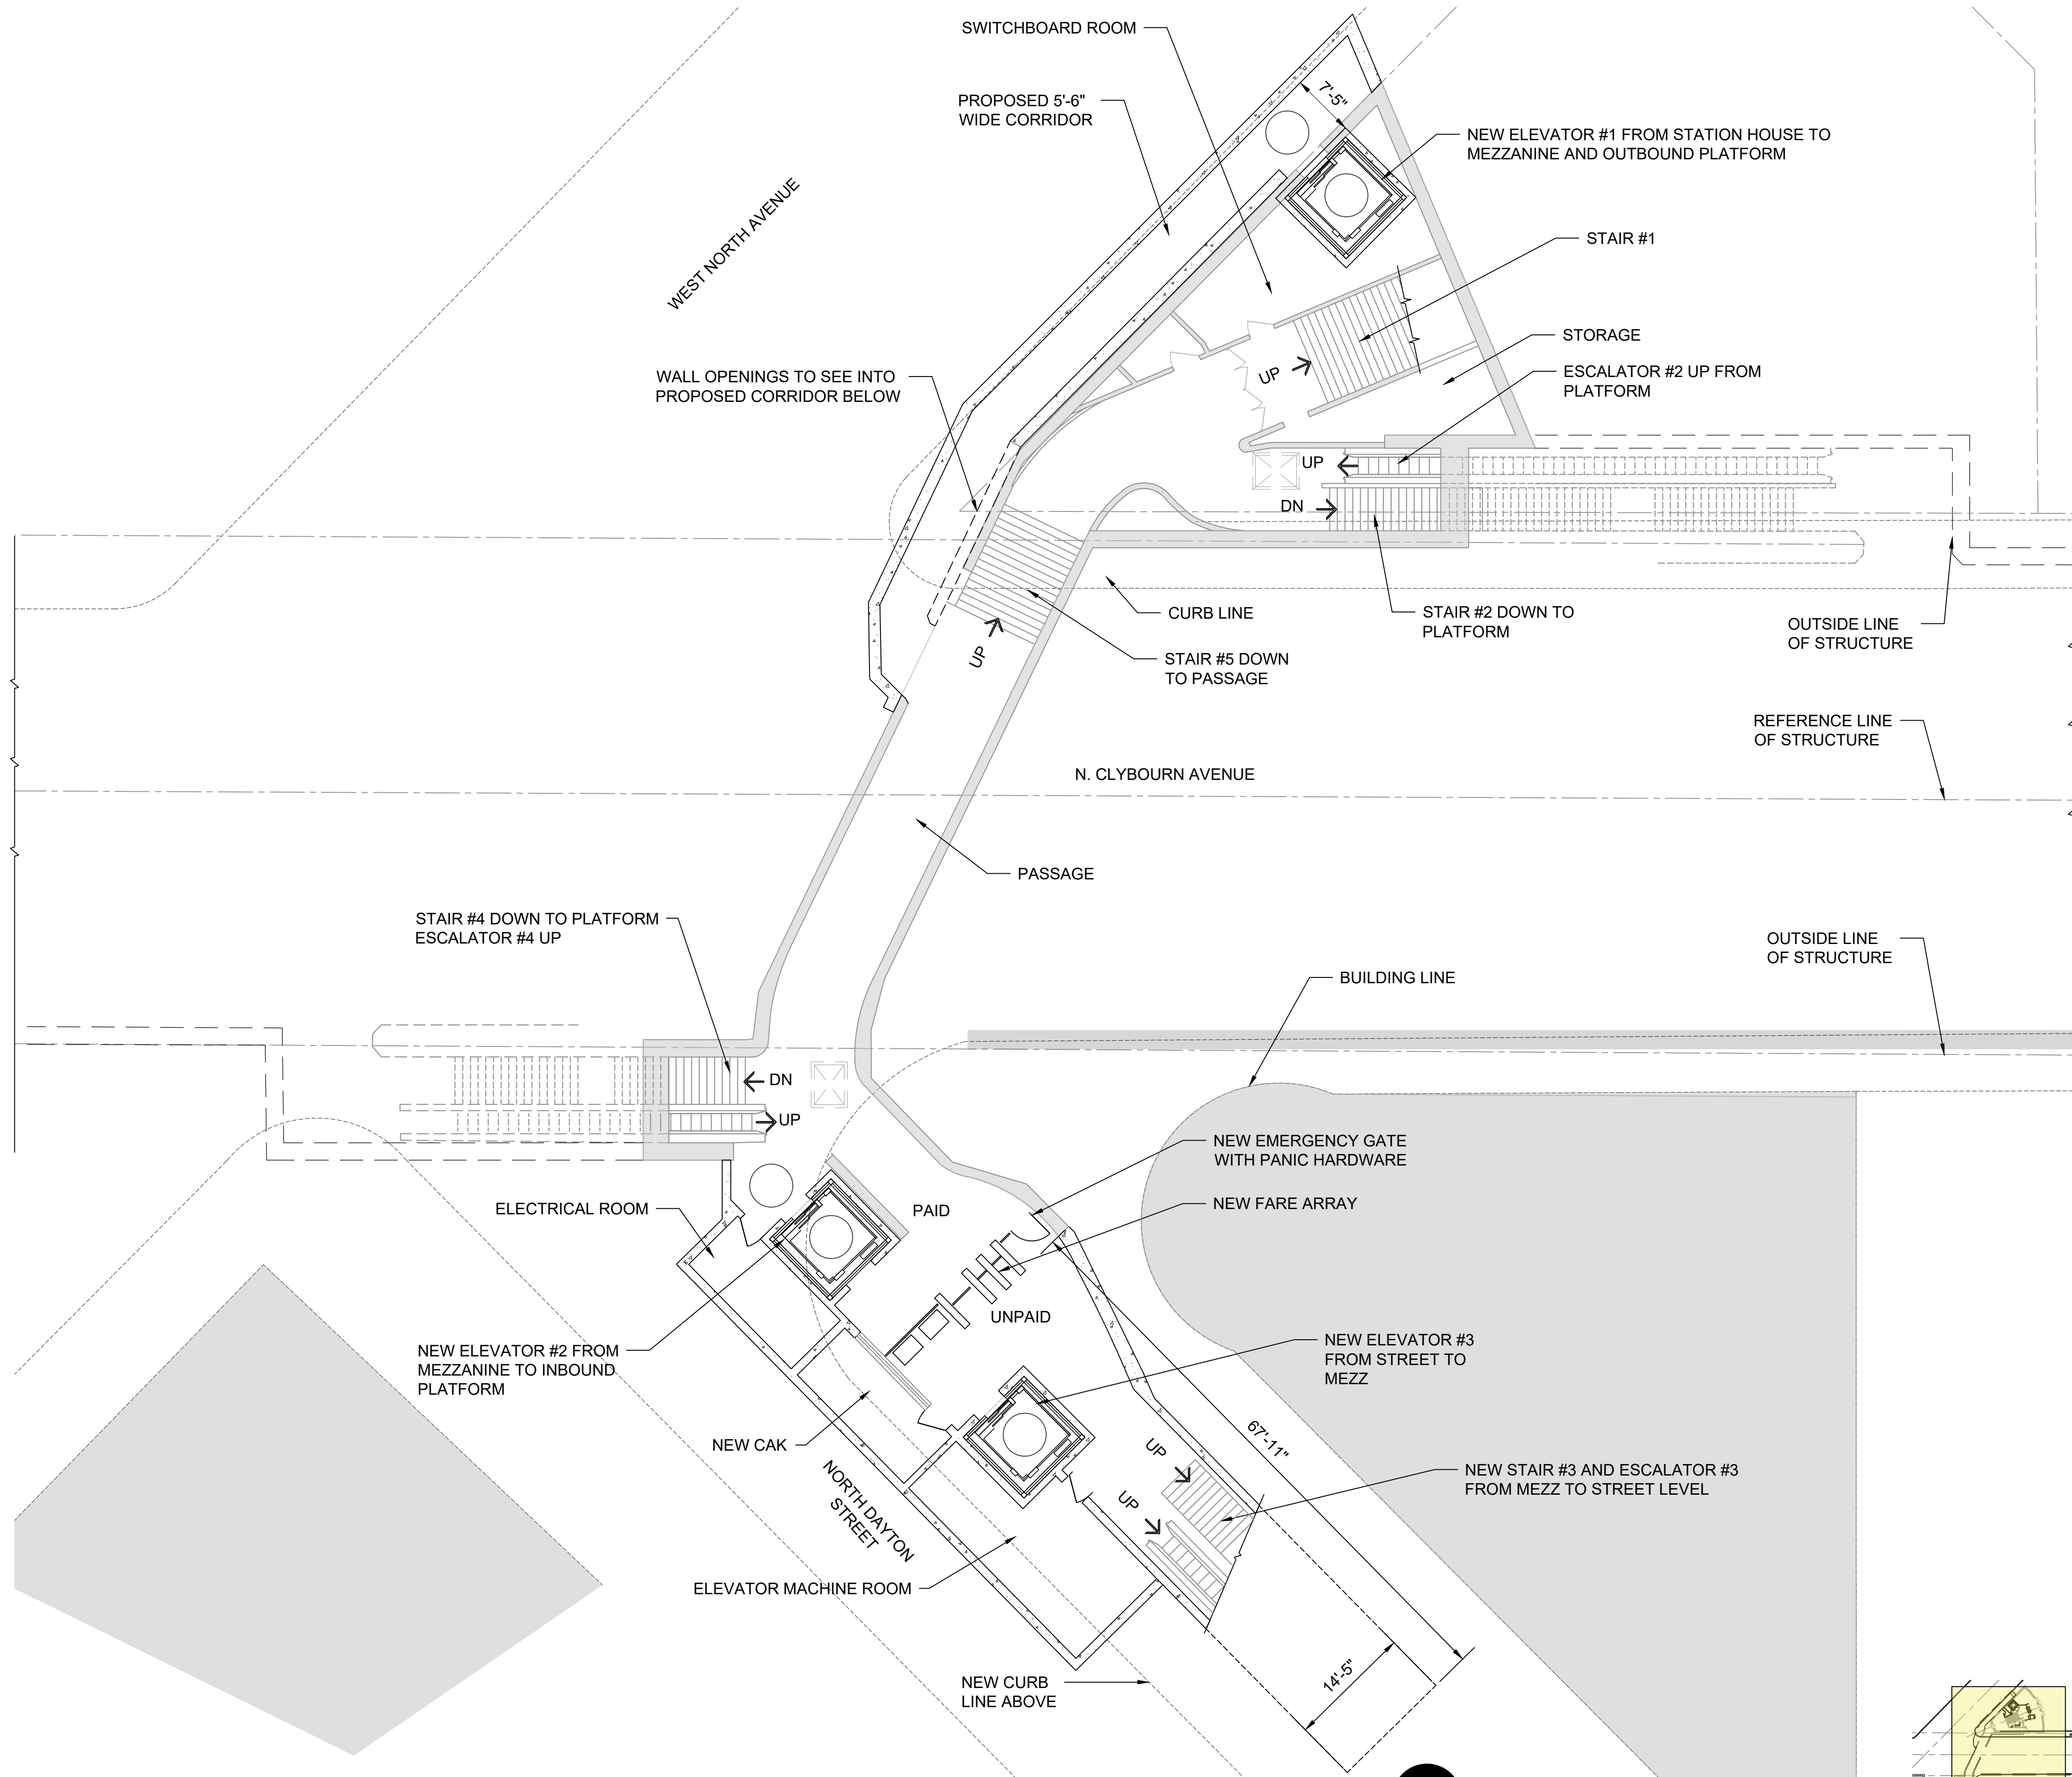 SWITCHBOARD ROOM
PROPOSED 5'-6"
WIDE CORRIDOR
7'-5"
NEW ELEVATOR #1 FROM STATION HOUSE TO
MEZZANINE AND OUTBOUND PLATFORM
WEST NORTH AVENUE
STAIR #1
STORAGE
ESCALATOR #2 UP FROM
PLATFORM
WALL OPENINGS TO SEE INTO
PROPOSED CORRIDOR BELOW
UP
UP
DN
CURB LINE
STAIR #2 DOWN TO
PLATFORM
OUTSIDE LINE
OF STRUCTURE
UP
STAIR #5 DOWN
TO PASSAGE
REFERENCE LINE
OF STRUCTURE
N. CLYBOURN AVENUE
PASSAGE
STAIR #4 DOWN TO PLATFORM
ESCALATOR #4 UP
OUTSIDE LINE
OF STRUCTURE
BUILDING LINE
DN
UP
NEW EMERGENCY GATE
WITH PANIC HARDWARE
ELECTRICAL ROOM
PAID
NEW FARE ARRAY
UNPAID
NEW ELEVATOR #2 FROM
MEZZANINE TO INBOUND
PLATFORM
NEW ELEVATOR #3
FROM STREET TO
MEZZ
NEW CAK
67'-11"
NORTH DAYTON
STREET
UP
UP
NEW STAIR #3 AND ESCALATOR #3
FROM MEZZ TO STREET LEVEL
ELEVATOR MACHINE ROOM
NEW CURB
LINE ABOVE
14'-5"